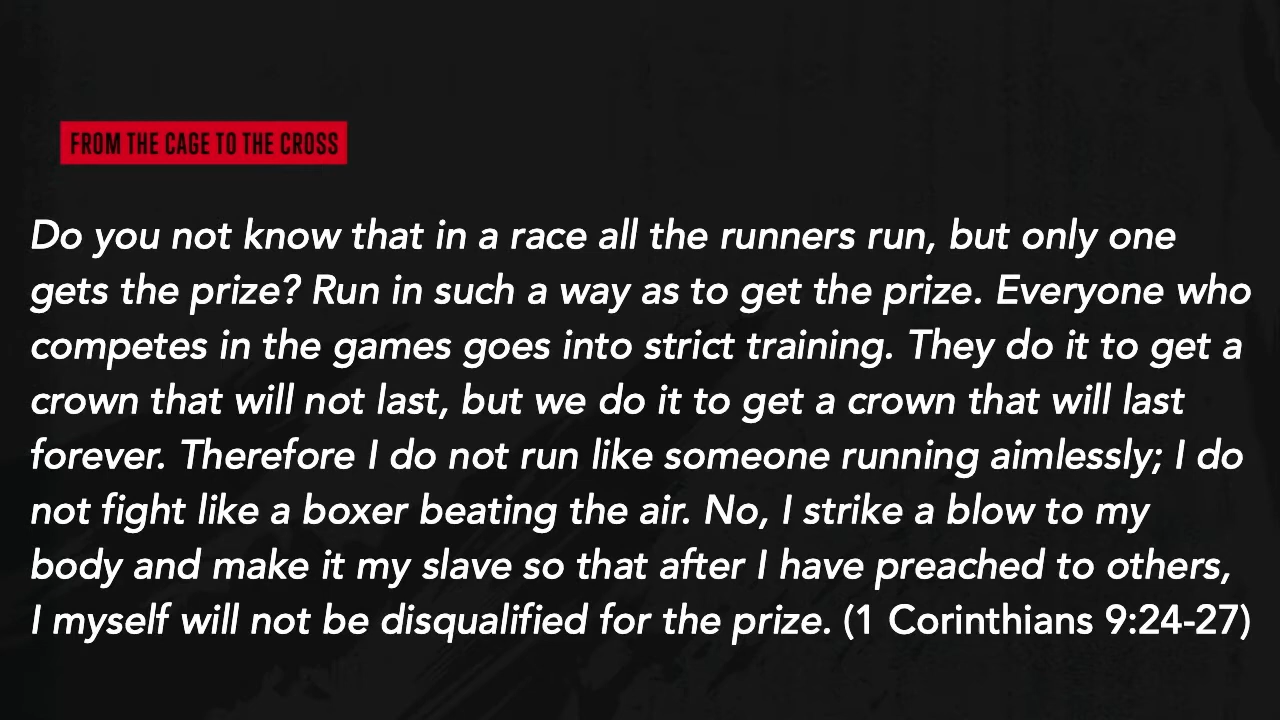 FROM THE CAGE TO THE CROSS
Do you not know that in a race all the runners run, but only one
gets the prize? Run in such a way as to get the prize. Everyone who
competes in the games goes into strict training. They do it to get a
crown that will not last, but we do it to get a crown that will last
forever. Therefore I do not run like someone running aimlessly; I do
not fight like a boxer beating the air. No, I strike a blow to my
body and make it my slave so that after I have preached to others,
I myself will not be disqualified for the prize. (1 Corinthians 9:24-27)